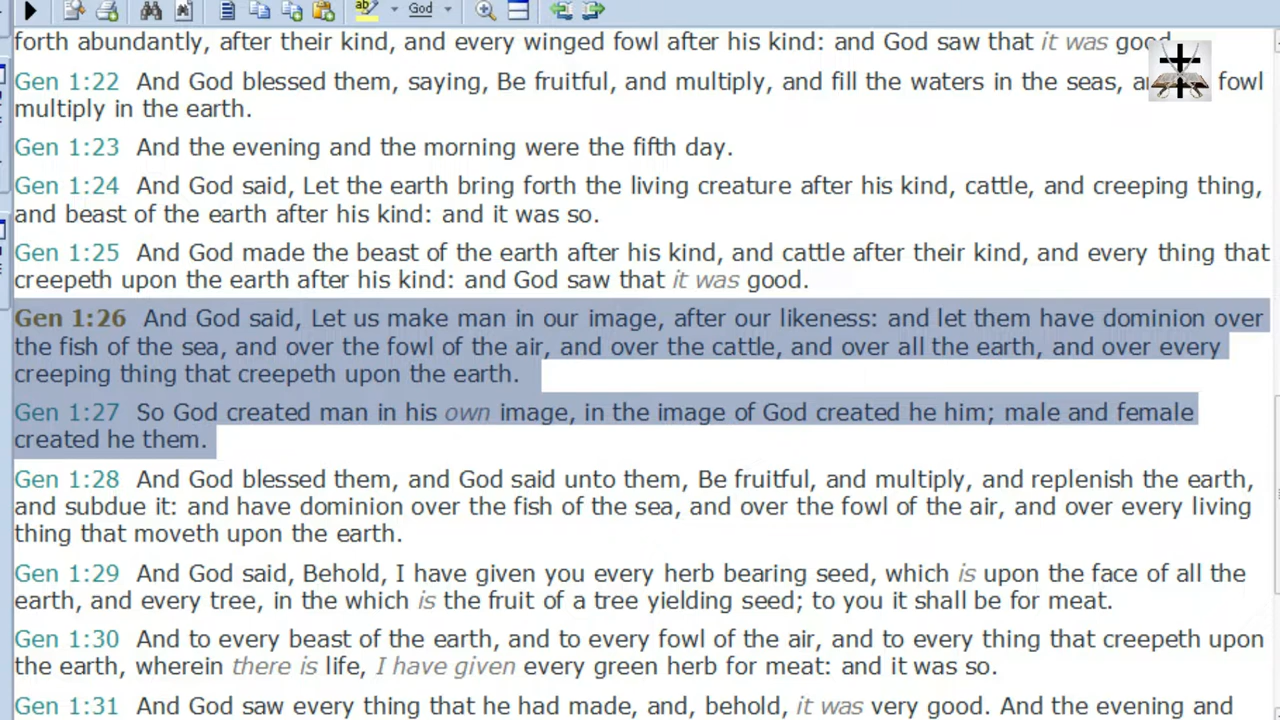 ab
God
forth abundantly, after their kind, and every winged fowl after his kind: and God saw that it was good.
Gen 1:22 And God blessed them, saying, Be fruitful, and multiply, and fill the waters in the seas, and fowl
multiply in the earth.
Gen 1:23 And the evening and the morning were the fifth day.
Gen 1:24 And God said, Let the earth bring forth the living creature after his kind, cattle, and creeping thing,
and beast of the earth after his kind: and it was so.
Gen 1:25 And God made the beast of the earth after his kind, and cattle after their kind, and every thing that
creepeth upon the earth after his kind: and God saw that it was good.
Gen 1:26 And God said, Let us make man in our image, after our likeness: and let them have dominion over
the fish of the sea, and over the fowl of the air, and over the cattle, and over all the earth, and over every
creeping thing that creepeth upon the earth.
Gen 1:27 So God created man in his own image, in the image of God created he him; male and female
created he them.
Gen 1:28 And God blessed them, and God said unto them, Be fruitful, and multiply, and replenish the earth,
and subdue it: and have dominion over the fish of the sea, and over the fowl of the air, and over every living
thing that moveth upon the earth.
Gen 1:29 And God said, Behold, I have given you every herb bearing seed, which is upon the face of all the
earth, and every tree, in the which is the fruit of a tree yielding seed; to you it shall be for meat.
Gen 1:30 And to every beast of the earth, and to every fowl of the air, and to every thing that creepeth upon
the earth, wherein there is life, I have given every green herb for meat: and it was so.
Gen 1:31 And God saw every thing that he had made, and, behold, it was very good. And the evening and